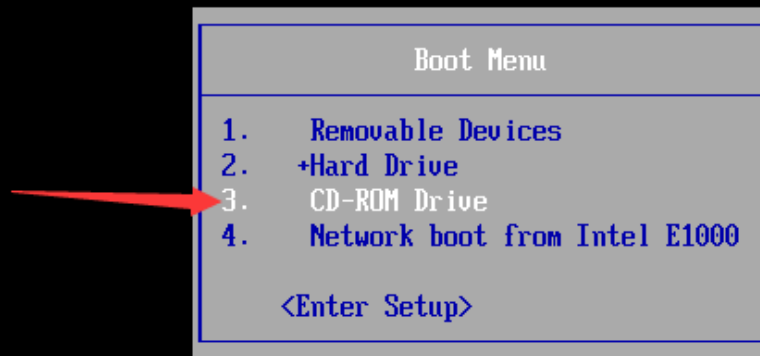 Boot Menu
1. Removable Devices
2. +Hard Drive
3. CD-ROM Drive
4. Network boot from Intel E1000
<Enter Setup>